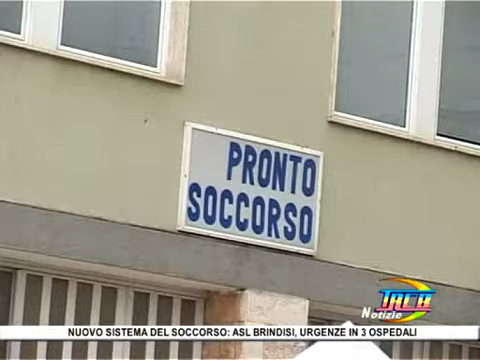 PRONTO
SOCCORSO
TRCB
Notizie
NUOVO SISTEMA DEL SOCCORSO: ASL BRINDISI, URGENZE IN 3 OSPEDALI